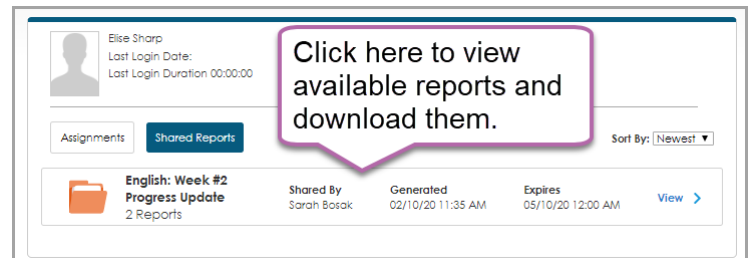 Elise Sharp
Last Login Date:
Last Login Duration 00:00:00
Click here to view
available reports and
download them.
Assignments
Shared Reports
Sort By: Newest ▼
English: Week #2
Progress Update
2 Reports
Shared By
Sarah Bosak
Generated
02/10/20 11:35 AM
Expires
05/10/20 12:00 AM
View >